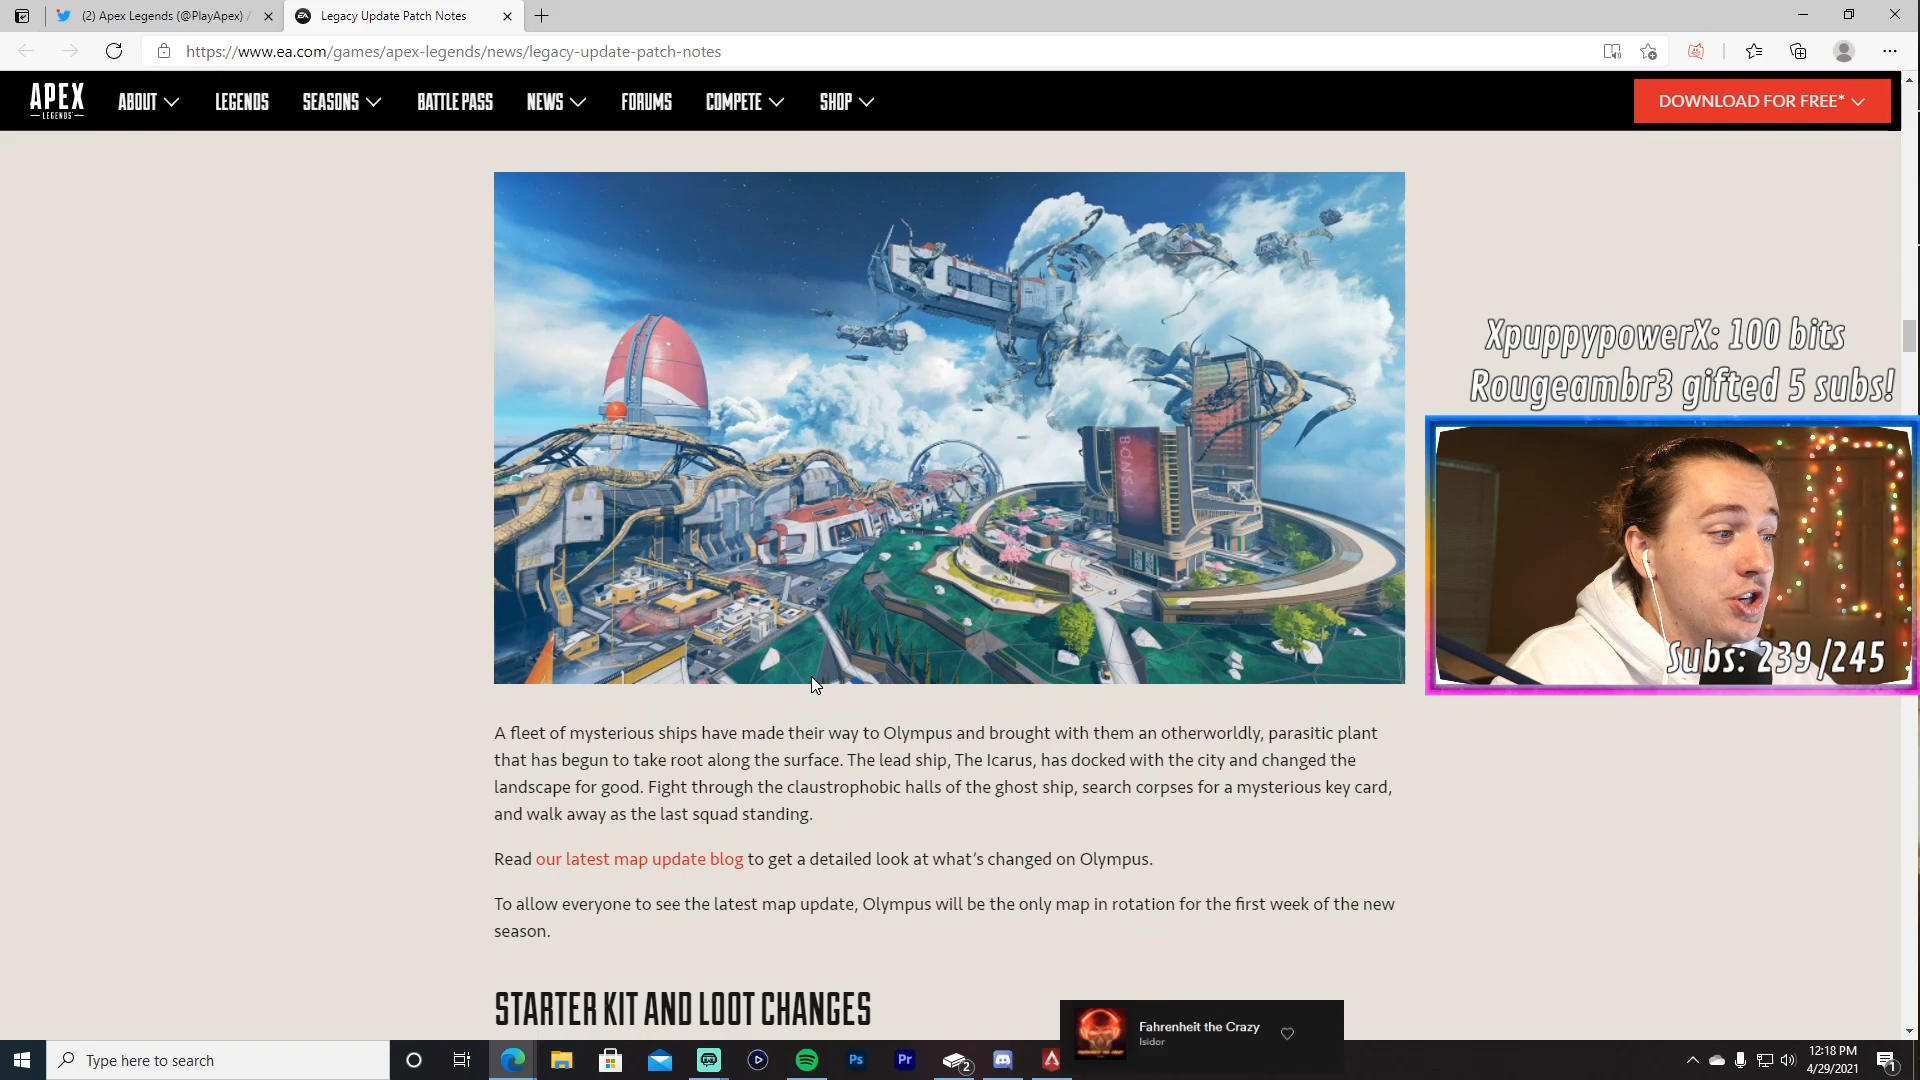 (2) Apex Legends (@PlayApex) /
Legacy Update Patch Notes
https://www.ea.com/games/apex-legends/news/legacy-update-patch-notes
APEX
LEGENDS
ABOUT
LEGENDS
SEASONS
BATTLE PASS
NEWS
FORUMS
COMPETE
SHOP
DOWNLOAD FOR FREE*
BONSAI
XpuppypowerX: 100 bits
Rougeambr3 gifted 5 subs!
Subs: 239 /245
A fleet of mysterious ships have made their way to Olympus and brought with them an otherworldly, parasitic plant
that has begun to take root along the surface. The lead ship, The Icarus, has docked with the city and changed the
landscape for good. Fight through the claustrophobic halls of the ghost ship, search corpses for a mysterious key card,
and walk away as the last squad standing.
Read our latest map update blog to get a detailed look at what’s changed on Olympus.
To allow everyone to see the latest map update, Olympus will be the only map in rotation for the first week of the new
season.
STARTER KIT AND LOOT CHANGES
Fahrenheit the Crazy
Isidor
Type here to search
Ps
Pr
2
12:18 PM
4/29/2021
1